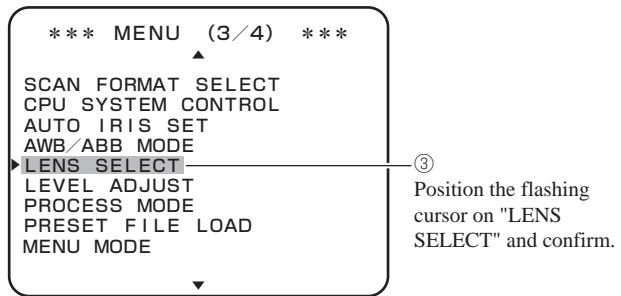 *** MENU (3/4) ***
▲
SCAN FORMAT SELECT
CPU SYSTEM CONTROL
AUTO IRIS SET
AWB/ABB MODE
▶LENS SELECT
LEVEL ADJUST
PROCESS MODE
PRESET FILE LOAD
MENU MODE
▼
③
Position the flashing
cursor on "LENS
SELECT" and confirm.